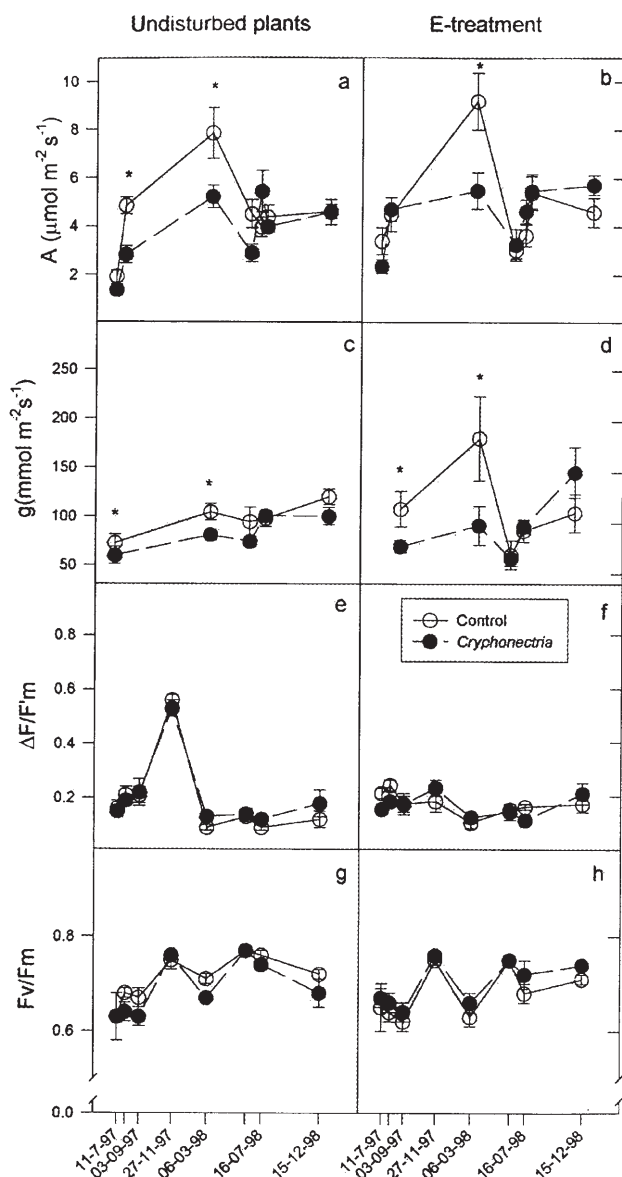 Undisturbed plants
E-treatment
A (μmol m⁻² s⁻¹)
10
8
6
4
2
a
*
*
b
*
g(mmol m⁻²s⁻¹)
250
200
150
100
50
c
*
*
d
*
*
ΔF/F'm
0.8
0.6
0.4
0.2
e
f
Control
Cryphonectria
Fv/Fm
0.8
0.6
0.0
g
h
11-7-97
03-09-97
27-11-97
06-03-98
16-07-98
15-12-98
11-7-97
03-09-97
27-11-97
06-03-98
16-07-98
15-12-98